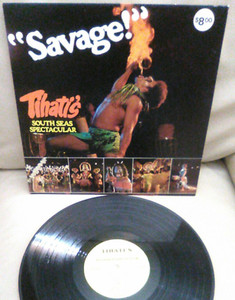 "Savage!"
$8.00
Tihati's
SOUTH SEAS
SPECTACULAR
TIHATI'S